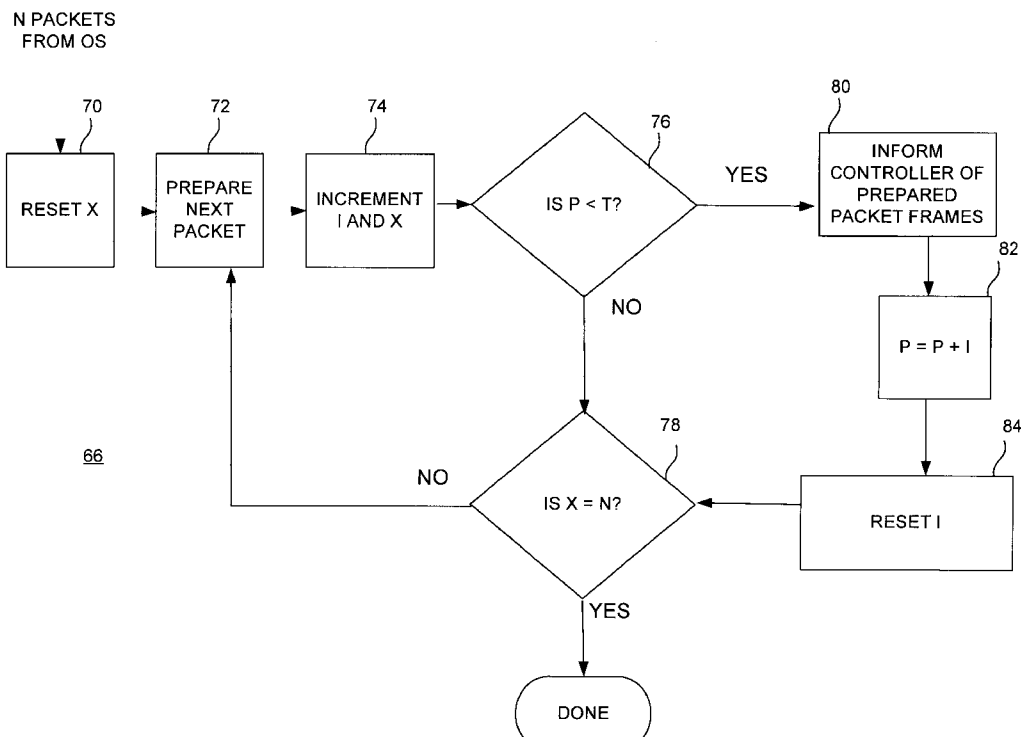 N PACKETS
FROM OS
70
RESET X
72
PREPARE
NEXT
PACKET
74
INCREMENT
I AND X
76
IS P < T?
YES
NO
80
INFORM
CONTROLLER OF
PREPARED
PACKET FRAMES
82
P = P + I
84
RESET I
78
IS X = N?
NO
YES
66
DONE